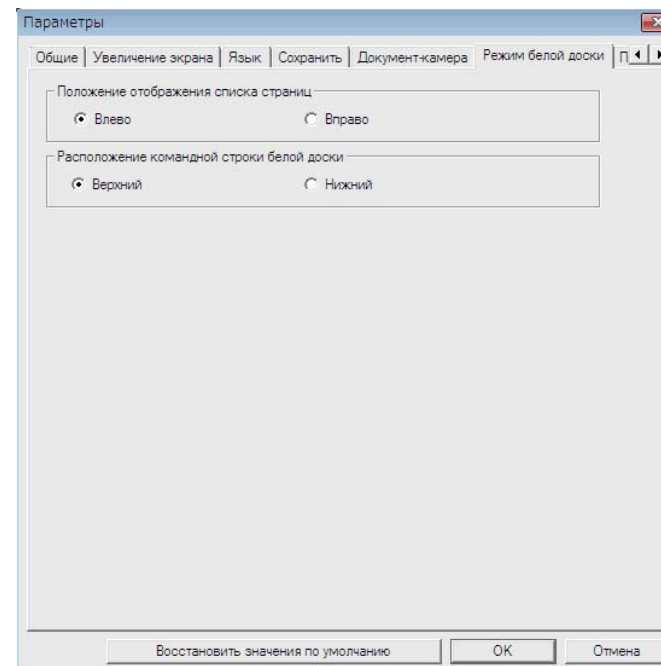 Параметры
Общие Увеличение экрана Язык Сохранить Документ-камера Режим белой доски
Положение отображения списка страниц
Влево Вправо
Расположение командной строки белой доски
Верхний Нижний
Восстановить значения по умолчанию OK Отмена